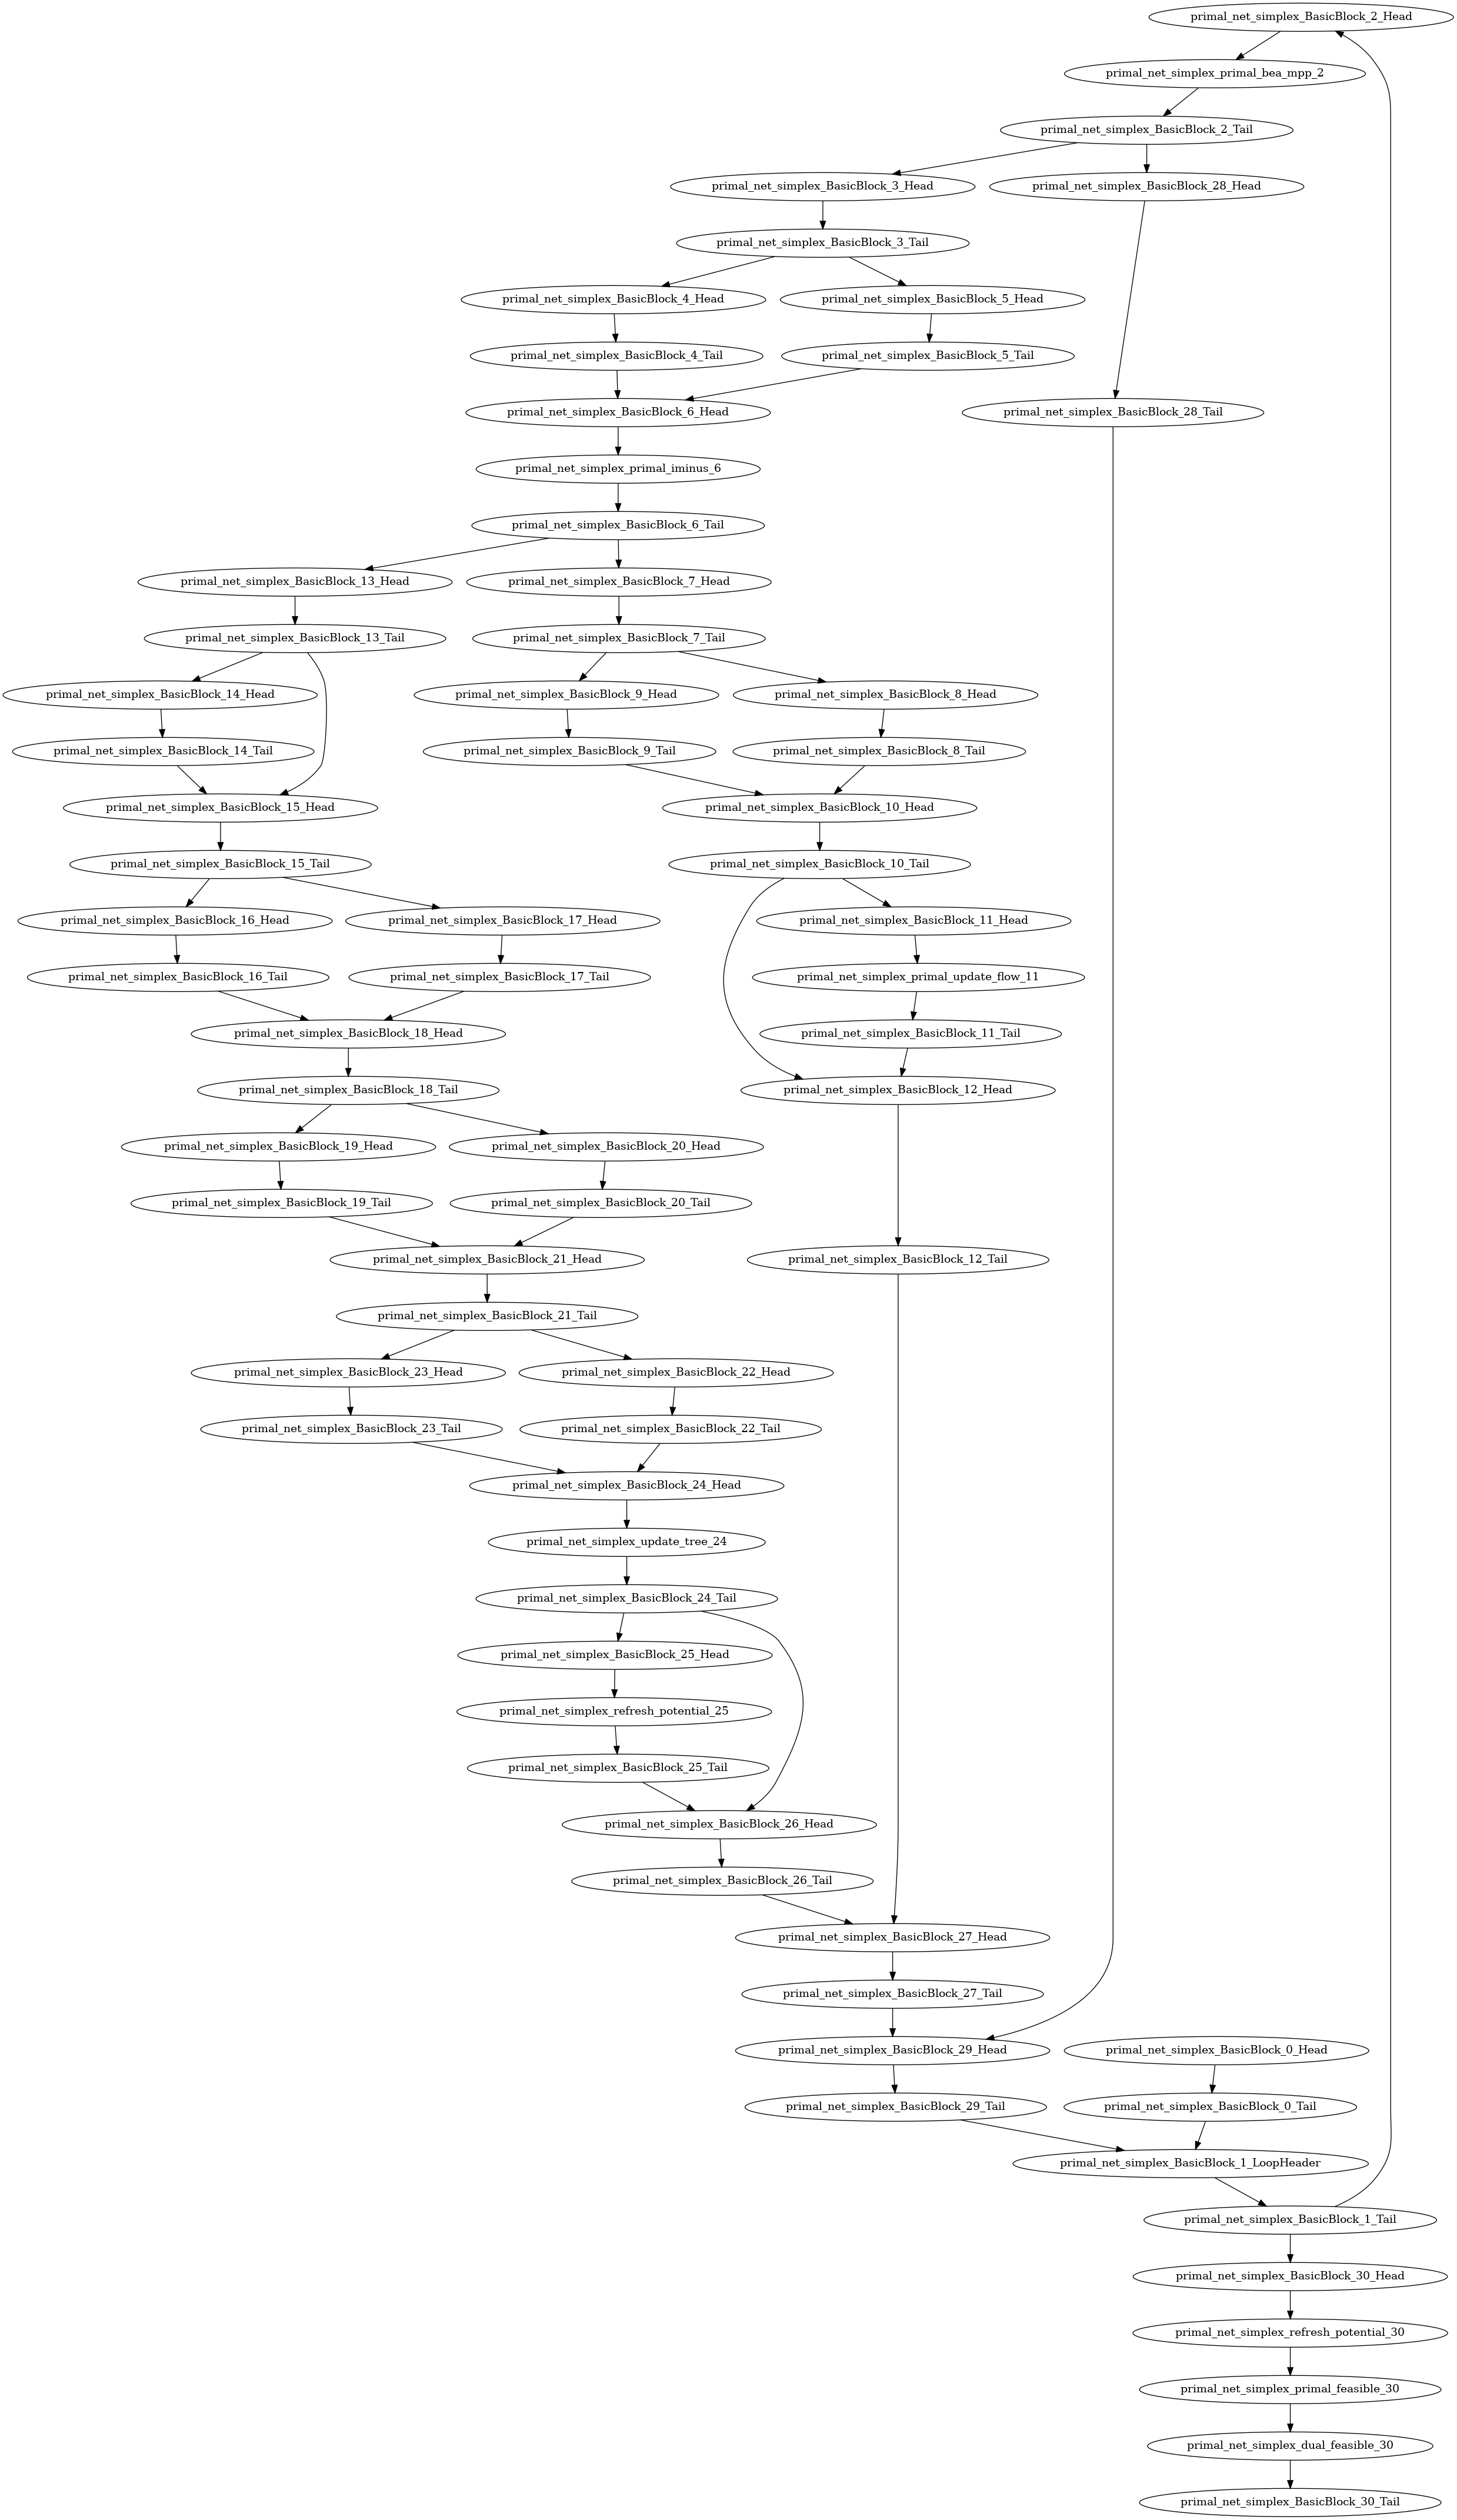 primal_net_simplex_BasicBlock_2_Head
primal_net_simplex_primal_bea_mpp_2
primal_net_simplex_BasicBlock_2_Tail
primal_net_simplex_BasicBlock_3_Head
primal_net_simplex_BasicBlock_28_Head
primal_net_simplex_BasicBlock_3_Tail
primal_net_simplex_BasicBlock_4_Head
primal_net_simplex_BasicBlock_5_Head
primal_net_simplex_BasicBlock_4_Tail
primal_net_simplex_BasicBlock_5_Tail
primal_net_simplex_BasicBlock_6_Head
primal_net_simplex_BasicBlock_28_Tail
primal_net_simplex_primal_iminus_6
primal_net_simplex_BasicBlock_6_Tail
primal_net_simplex_BasicBlock_13_Head
primal_net_simplex_BasicBlock_7_Head
primal_net_simplex_BasicBlock_13_Tail
primal_net_simplex_BasicBlock_7_Tail
primal_net_simplex_BasicBlock_14_Head
primal_net_simplex_BasicBlock_9_Head
primal_net_simplex_BasicBlock_8_Head
primal_net_simplex_BasicBlock_14_Tail
primal_net_simplex_BasicBlock_9_Tail
primal_net_simplex_BasicBlock_8_Tail
primal_net_simplex_BasicBlock_15_Head
primal_net_simplex_BasicBlock_10_Head
primal_net_simplex_BasicBlock_15_Tail
primal_net_simplex_BasicBlock_10_Tail
primal_net_simplex_BasicBlock_16_Head
primal_net_simplex_BasicBlock_17_Head
primal_net_simplex_BasicBlock_11_Head
primal_net_simplex_BasicBlock_16_Tail
primal_net_simplex_BasicBlock_17_Tail
primal_net_simplex_primal_update_flow_11
primal_net_simplex_BasicBlock_18_Head
primal_net_simplex_BasicBlock_11_Tail
primal_net_simplex_BasicBlock_18_Tail
primal_net_simplex_BasicBlock_12_Head
primal_net_simplex_BasicBlock_19_Head
primal_net_simplex_BasicBlock_20_Head
primal_net_simplex_BasicBlock_19_Tail
primal_net_simplex_BasicBlock_20_Tail
primal_net_simplex_BasicBlock_21_Head
primal_net_simplex_BasicBlock_12_Tail
primal_net_simplex_BasicBlock_21_Tail
primal_net_simplex_BasicBlock_23_Head
primal_net_simplex_BasicBlock_22_Head
primal_net_simplex_BasicBlock_23_Tail
primal_net_simplex_BasicBlock_22_Tail
primal_net_simplex_BasicBlock_24_Head
primal_net_simplex_update_tree_24
primal_net_simplex_BasicBlock_24_Tail
primal_net_simplex_BasicBlock_25_Head
primal_net_simplex_refresh_potential_25
primal_net_simplex_BasicBlock_25_Tail
primal_net_simplex_BasicBlock_26_Head
primal_net_simplex_BasicBlock_26_Tail
primal_net_simplex_BasicBlock_27_Head
primal_net_simplex_BasicBlock_27_Tail
primal_net_simplex_BasicBlock_29_Head
primal_net_simplex_BasicBlock_0_Head
primal_net_simplex_BasicBlock_29_Tail
primal_net_simplex_BasicBlock_0_Tail
primal_net_simplex_BasicBlock_1_LoopHeader
primal_net_simplex_BasicBlock_1_Tail
primal_net_simplex_BasicBlock_30_Head
primal_net_simplex_refresh_potential_30
primal_net_simplex_primal_feasible_30
primal_net_simplex_dual_feasible_30
primal_net_simplex_BasicBlock_30_Tail